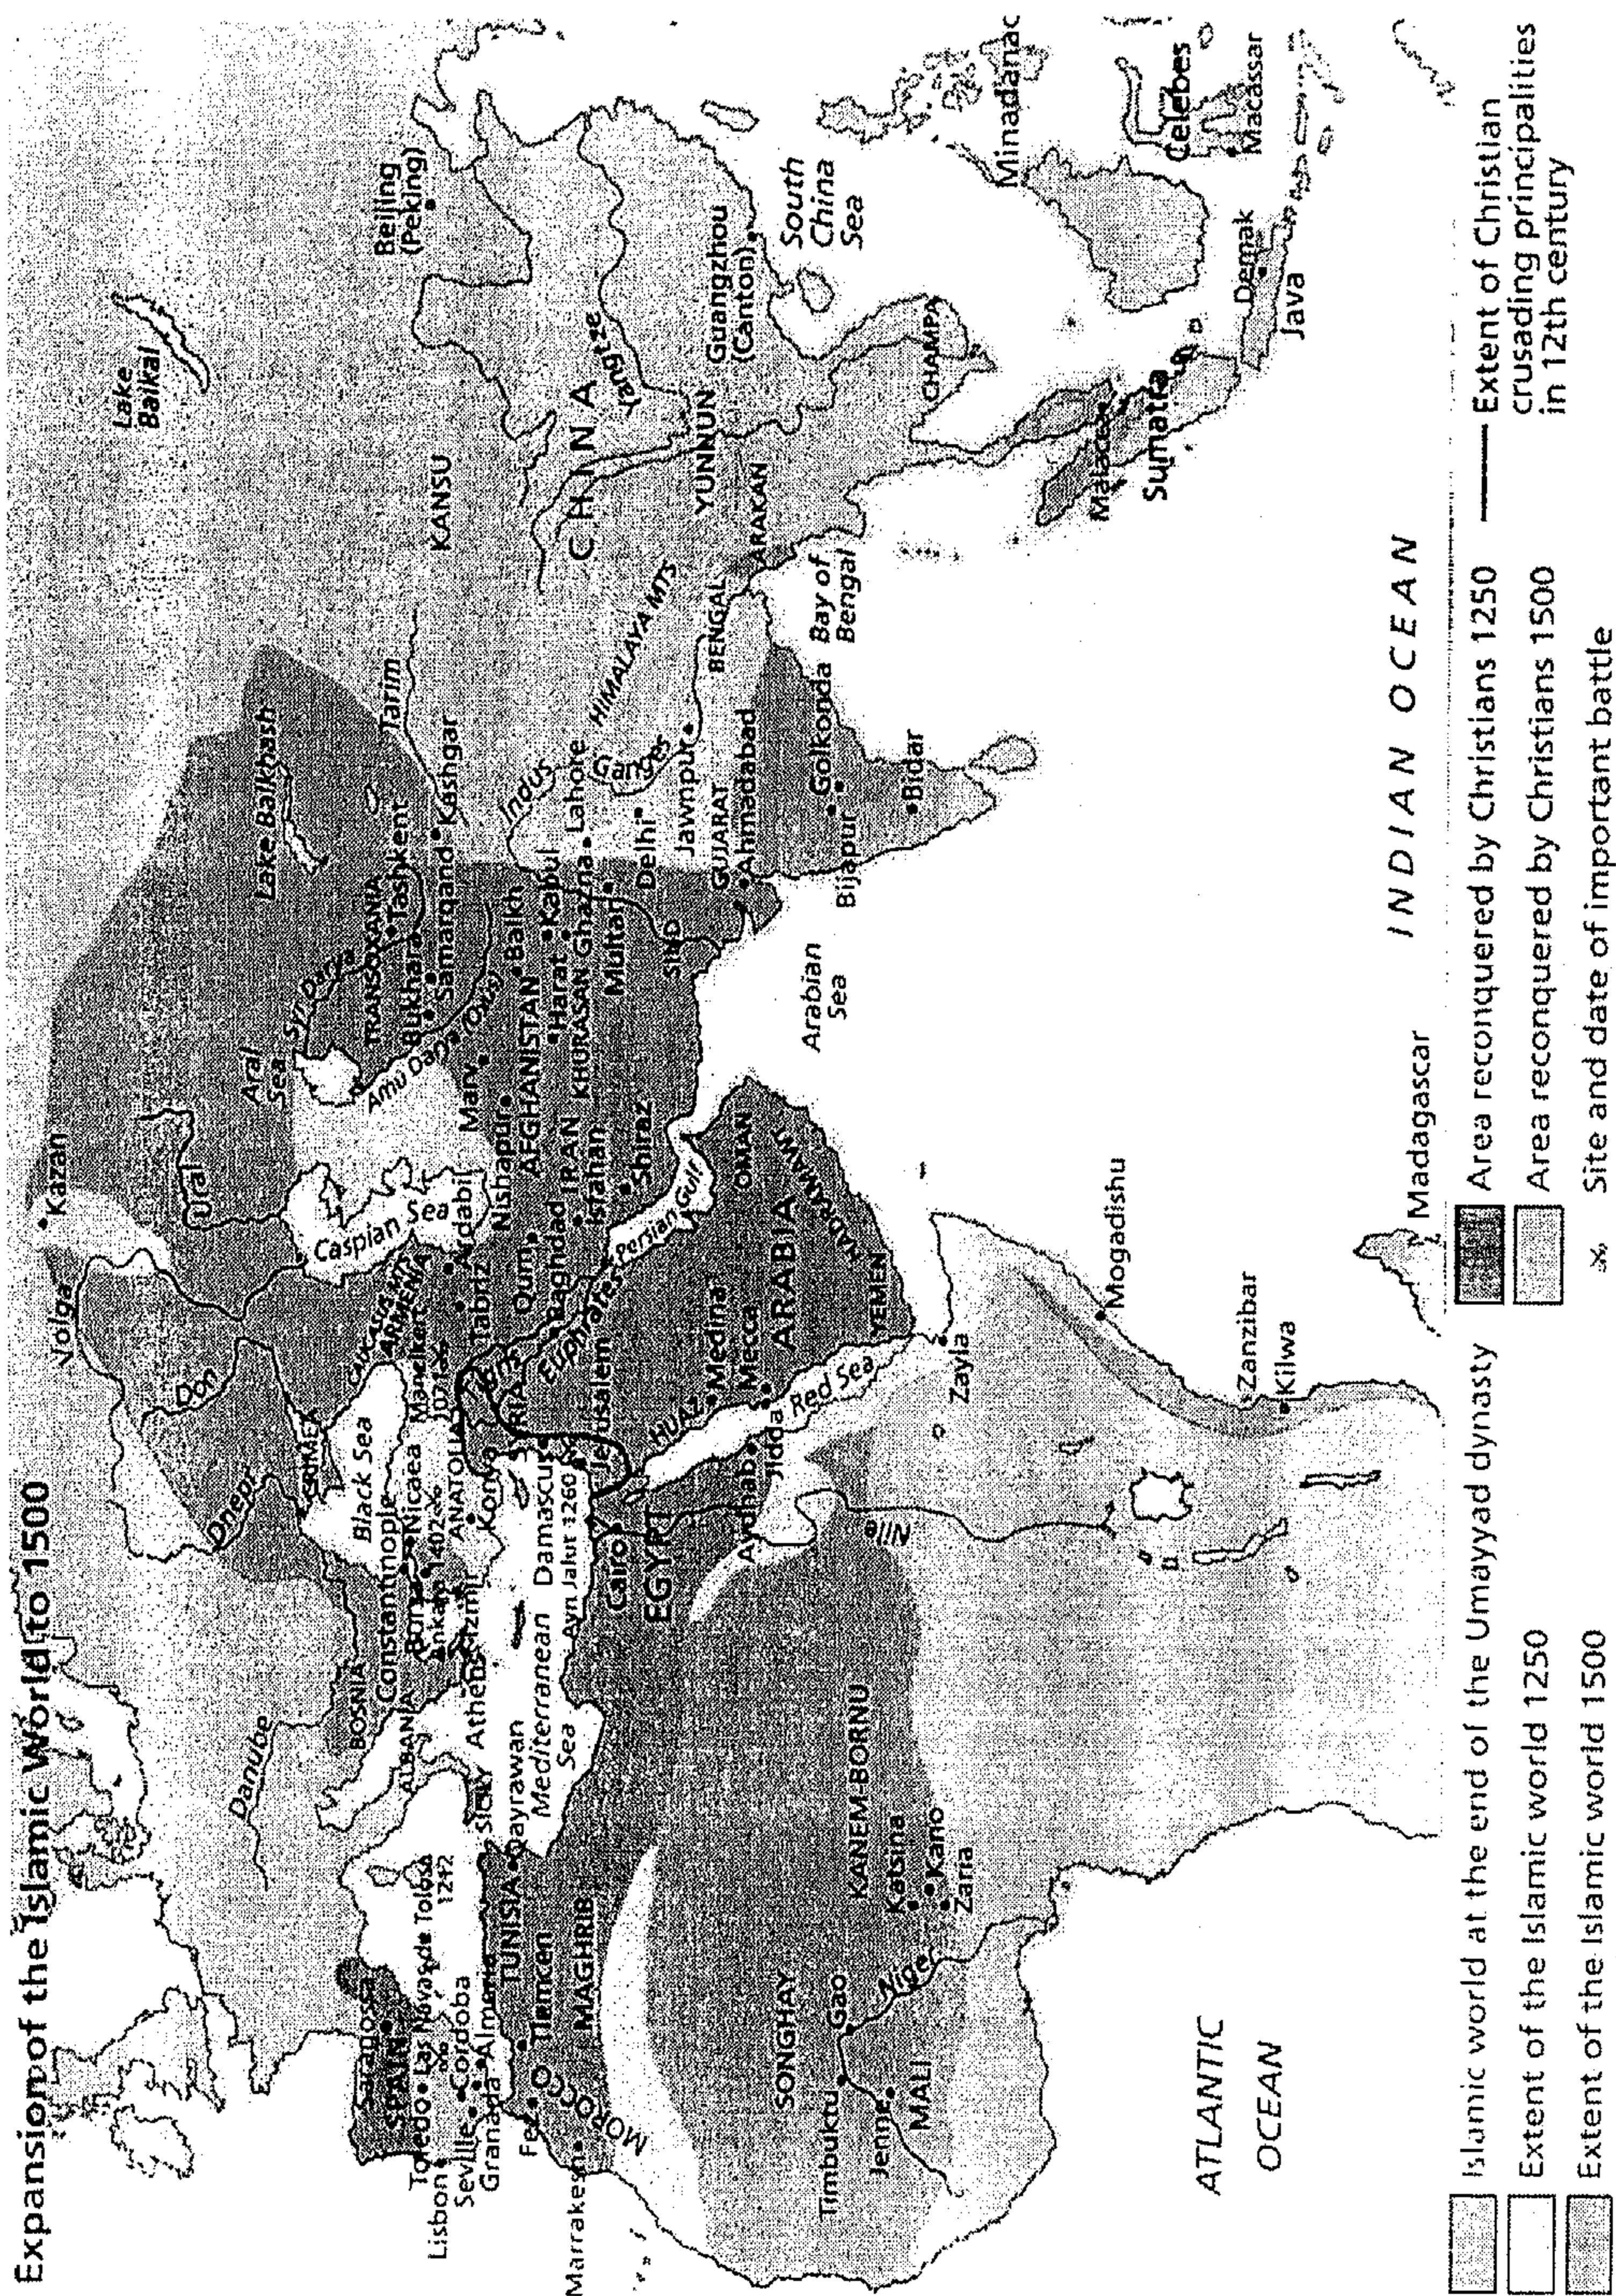 Expansion of the Islamic World to 1500
Kazan
Volga
Ural
Don
Dnepr
Danube
Lake Baikal
Lake Balkhash
Aral Sea
Syr Darya
TRANSOXANIA
Tashkent
Bukhara
Samarqand
Kashgar
Tarim
Amu Darya (Oxus)
Caspian Sea
CRIMEA
Black Sea
CAUCASIA MTS
ARMENIA
Manzikert
1071
Ardabil
Tabriz
Marv
Nishapur
Balkh
AFGHANISTAN
Harat
Kabul
KHURASAN
Ghazna
Lahore
Multan
Indus
Delhi
Ganges
Jawnpur
HIMALAYA MTS
SIND
GUJARAT
Ahmadabad
BENGAL
ARAKAN
Bay of Bengal
Golkonda
Bijapur
Bidar
KANSU
CHINA
Yangtze
YUNNUN
Beijing (Peking)
Guangzhou (Canton)
South China Sea
CHAMPA
Minadanac
Celebes
Macassar
Demak
Java
Malacca
Sumatra
BOSNIA
ALBANIA
Constantinople
Nicaea
Bursa
Ankara 1402
ANATOLIA
Konya
Izmir
Athens
SICILY
Saragossa
SPAIN
Toledo
Las Navas de Tolosa
1212
Lisbon
Cordoba
Seville
Granada
Almeria
Fez
Tlemcen
TUNISIA
Qayrawan
Mediterranean Sea
Damascus
Ayn Jalut 1260
Jerusalem
SYRIA
Tigris
Euphrates
Baghdad
Qum
IRAN
Isfahan
Shiraz
Persian Gulf
OMAN
HADRAMAWT
YEMEN
ARABIA
Medina
Mecca
HIJAZ
Jidda
Red Sea
Aydhab
Cairo
EGYPT
Nile
Marrakesh
MOROCCO
MAGHRIB
SONGHAY
Gao
Niger
Timbuktu
Jenne
MALI
KANEM-BORNU
Katsina
Kano
Zarra
Zayla
Mogadishu
Zanzibar
Kilwa
Madagascar
Arabian Sea
INDIAN OCEAN
ATLANTIC OCEAN
Islamic world at the end of the Umayyad dynasty
Extent of the Islamic world 1250
Extent of the Islamic world 1500
Area reconquered by Christians 1250
Area reconquered by Christians 1500
Site and date of important battle
Extent of Christian
crusading principalities
in 12th century